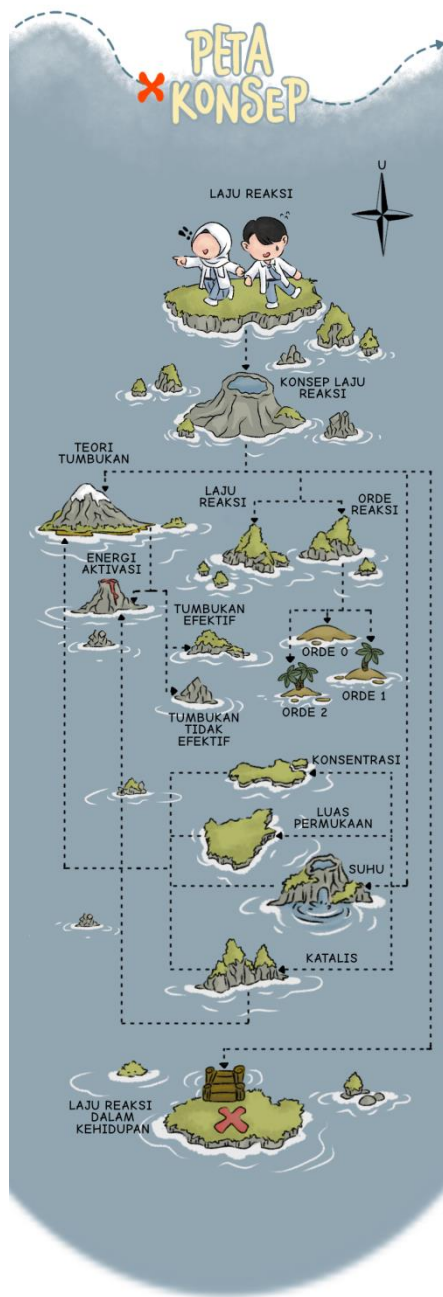 PETA
KONSEP
U
LAJU REAKSI
KONSEP LAJU
REAKSI
TEORI
TUMBUKAN
LAJU
REAKSI
ORDE
REAKSI
ENERGI
AKTIVASI
TUMBUKAN
EFEKTIF
ORDE 0
ORDE 1
ORDE 2
TUMBUKAN
TIDAK
EFEKTIF
KONSENTRASI
LUAS
PERMUKAAN
SUHU
KATALIS
LAJU REAKSI
DALAM
KEHIDUPAN